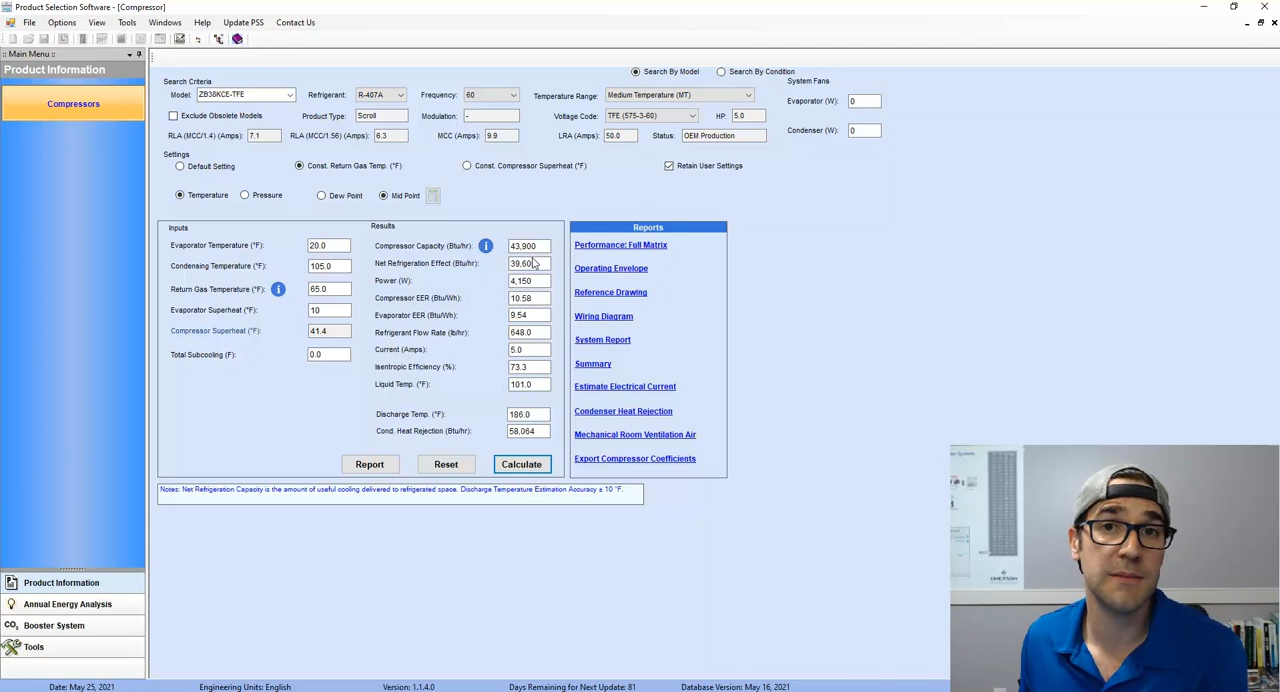 Product Selection Software - [Compressor]
File Options View Tools Windows Help Update PSS Contact Us
:: Main Menu ::
Product Information
Compressors
Search By Model Search By Condition
Search Criteria
System Fans
Model: ZB38KCE-TFE Refrigerant: R-407A Frequency: 60 Temperature Range: Medium Temperature (MT)
Evaporator (W): 0
Exclude Obsolete Models Product Type: Scroll Modulation: - Voltage Code: TFE (575-3-60) HP: 5.0
Condenser (W): 0
RLA (MCC/1.4) (Amps): 7.1 RLA (MCC/1.56) (Amps): 6.3 MCC (Amps): 9.9 LRA (Amps): 50.0 Status: OEM Production
Settings
Default Setting Const. Return Gas Temp. (°F) Const. Compressor Superheat (°F) Retain User Settings
Temperature Pressure Dew Point Mid Point
Inputs
Evaporator Temperature (°F): 20.0
Condensing Temperature (°F): 105.0
Return Gas Temperature (°F): 65.0
Evaporator Superheat (°F): 10
Compressor Superheat (°F): 41.4
Total Subcooling (F): 0.0
Results
Compressor Capacity (Btu/hr): 43,900
Net Refrigeration Effect (Btu/hr): 39,60
Power (W): 4,150
Compressor EER (Btu/Wh): 10.58
Evaporator EER (Btu/Wh): 9.54
Refrigerant Flow Rate (lb/hr): 648.0
Current (Amps): 5.0
Isentropic Efficiency (%): 73.3
Liquid Temp. (°F): 101.0
Discharge Temp. (°F): 186.0
Cond. Heat Rejection (Btu/hr): 58,064
Report Reset Calculate
Reports
Performance: Full Matrix
Operating Envelope
Reference Drawing
Wiring Diagram
System Report
Summary
Estimate Electrical Current
Condenser Heat Rejection
Mechanical Room Ventilation Air
Export Compressor Coefficients
Notes: Net Refrigeration Capacity is the amount of useful cooling delivered to refrigerated space. Discharge Temperature Estimation Accuracy ± 10 °F.
EMERSON
Product Information
Annual Energy Analysis
CO₂ Booster System
Tools
Date: May 25, 2021 Engineering Units: English Version: 1.1.4.0 Days Remaining for Next Update: 81 Database Version: May 16, 2021